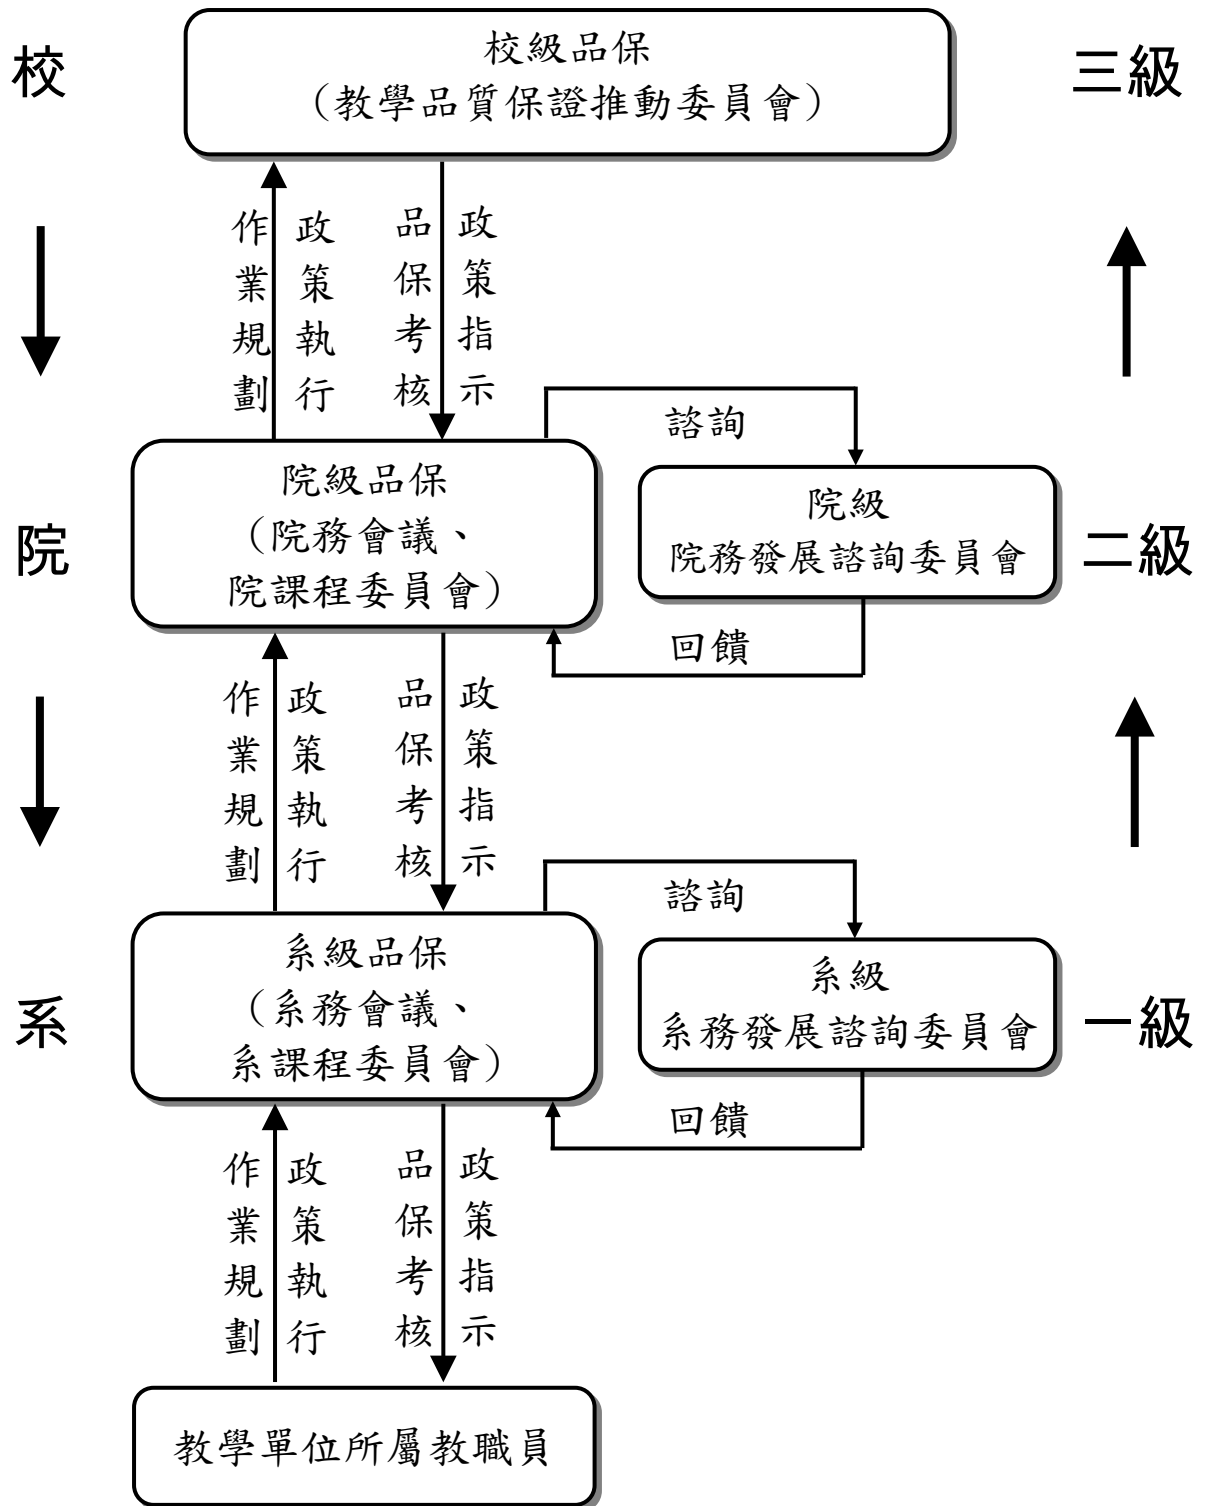 校
校級品保
（教學品質保證推動委員會）
三級
作業規劃
政策執行
品保考核
政策指示
諮詢
院
院級品保
（院務會議、
院課程委員會）
院級
院務發展諮詢委員會
二級
回饋
作業規劃
政策執行
品保考核
政策指示
諮詢
系
系級品保
（系務會議、
系課程委員會）
系級
系務發展諮詢委員會
一級
回饋
作業規劃
政策執行
品保考核
政策指示
教學單位所屬教職員